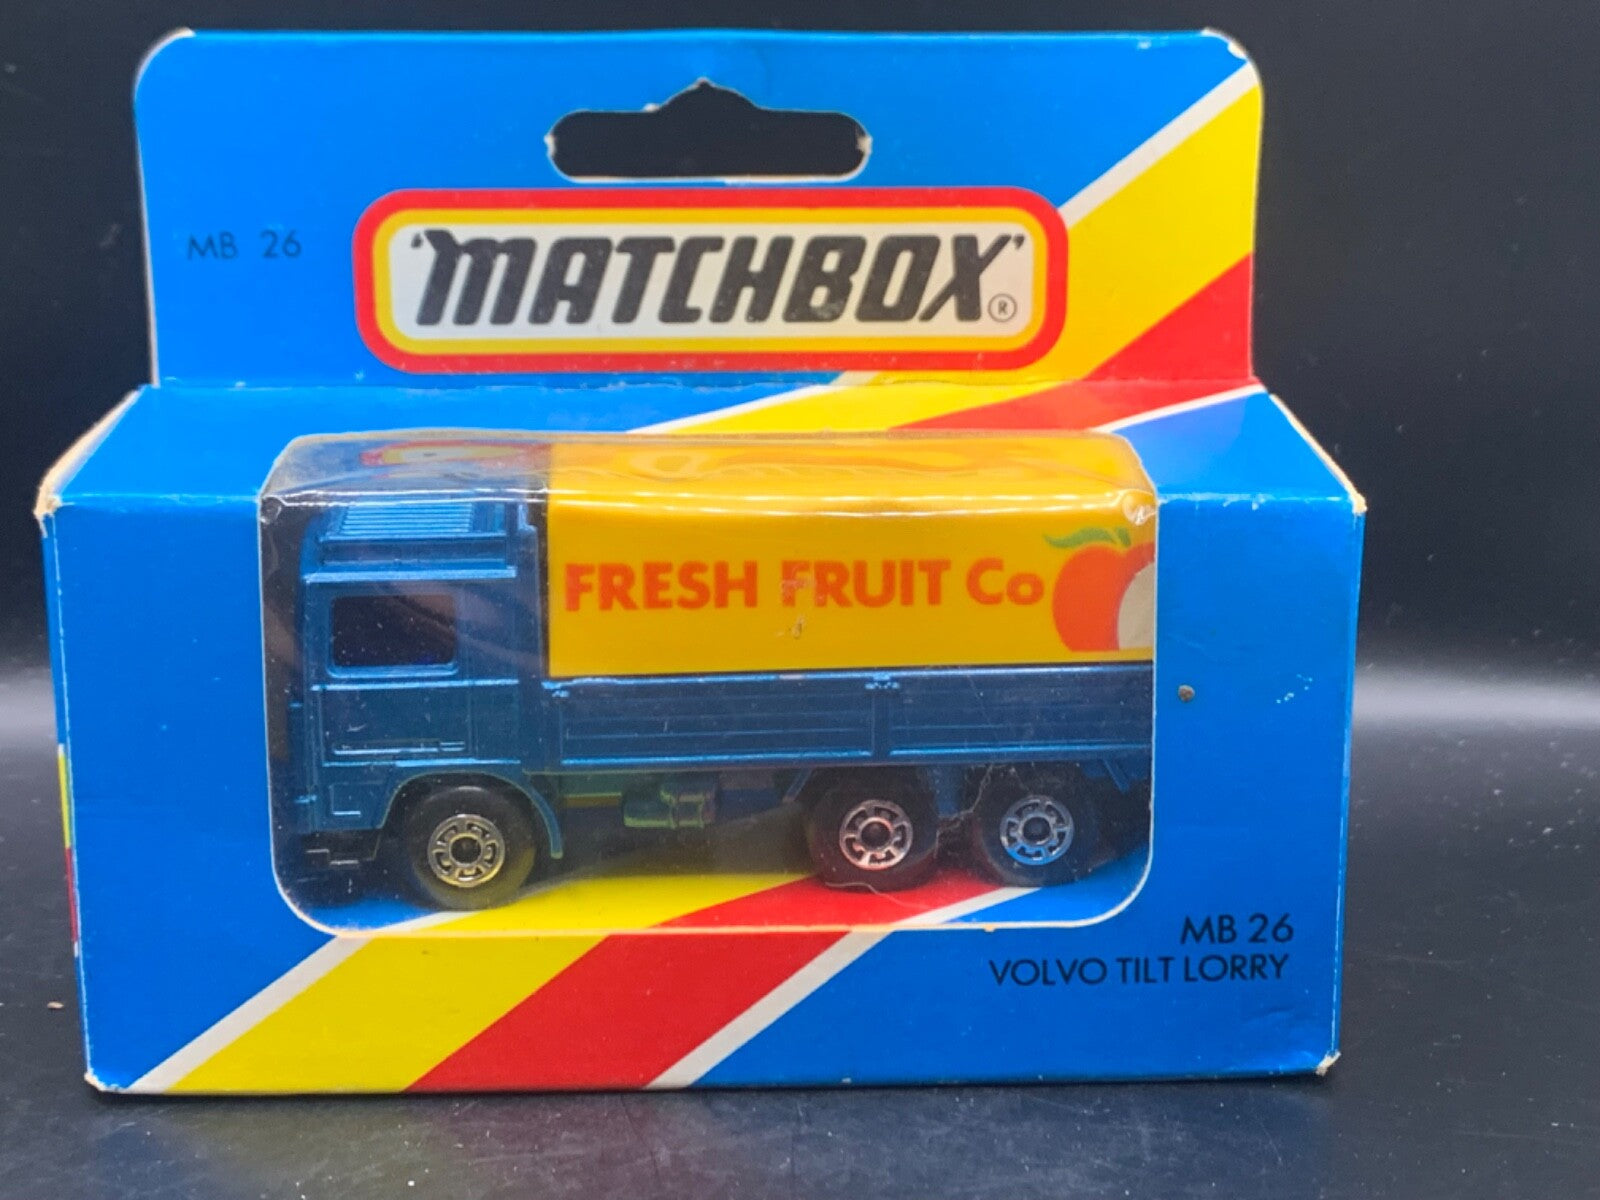 MB 26
'MATCHBOX' ®
FRESH FRUIT Co
MB 26
VOLVO TILT LORRY